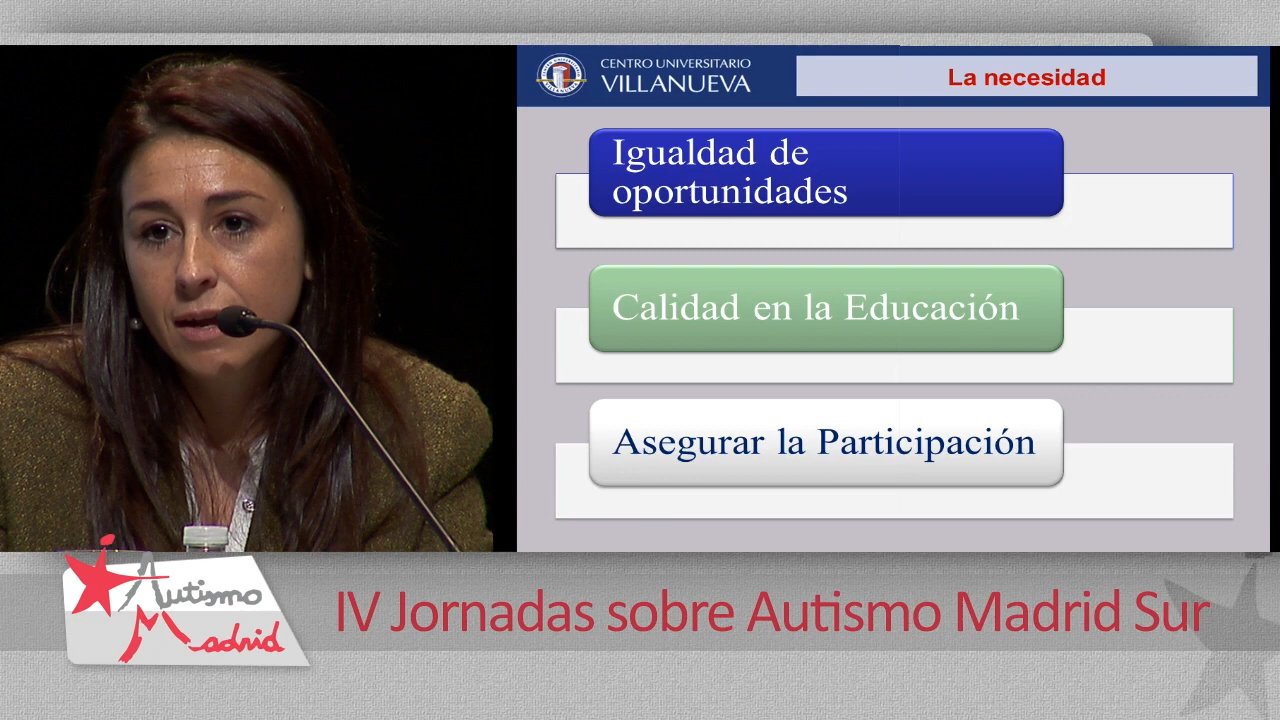 CENTRO UNIVERSITARIO
VILLANUEVA
La necesidad
Igualdad de
oportunidades
Calidad en la Educación
Asegurar la Participación
Autismo
Madrid
IV Jornadas sobre Autismo Madrid Sur